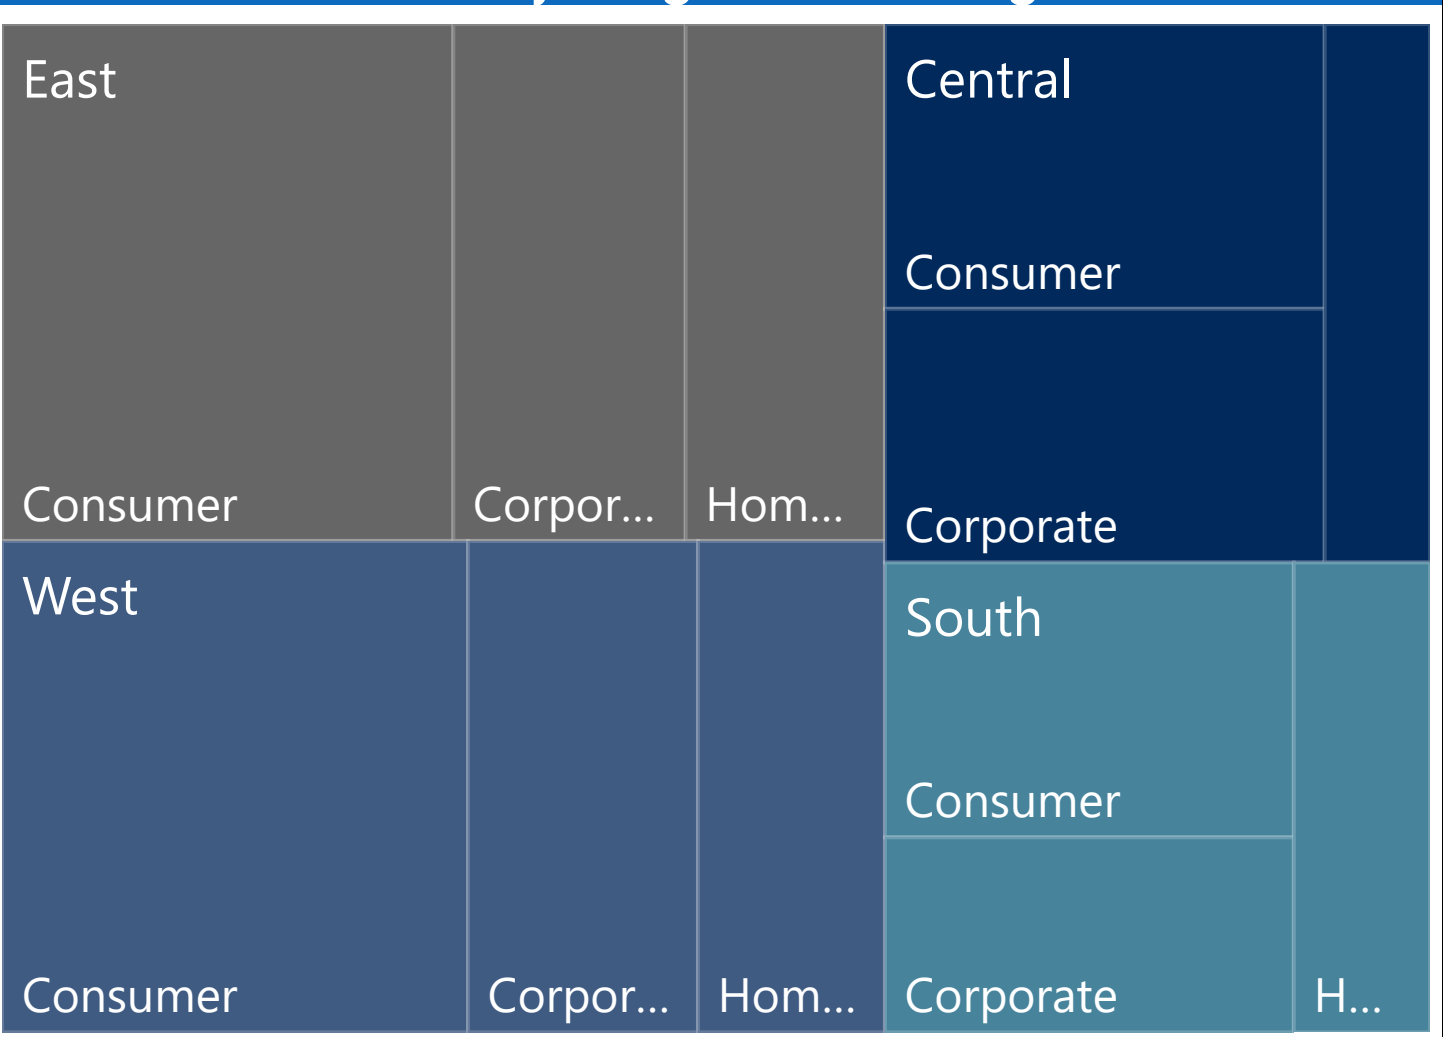 East
Consumer
Corpor...
Hom...
Central
Consumer
Corporate
West
Consumer
Corpor...
Hom...
South
Consumer
Corporate
H...